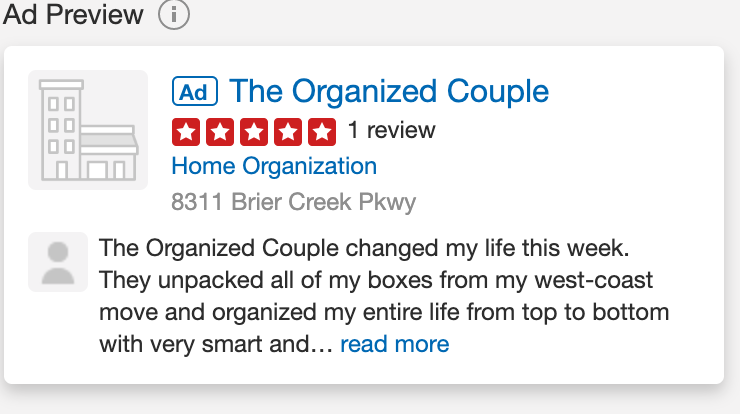 Ad Preview
Ad The Organized Couple
1 review
Home Organization
8311 Brier Creek Pkwy
The Organized Couple changed my life this week.
They unpacked all of my boxes from my west-coast
move and organized my entire life from top to bottom
with very smart and… read more